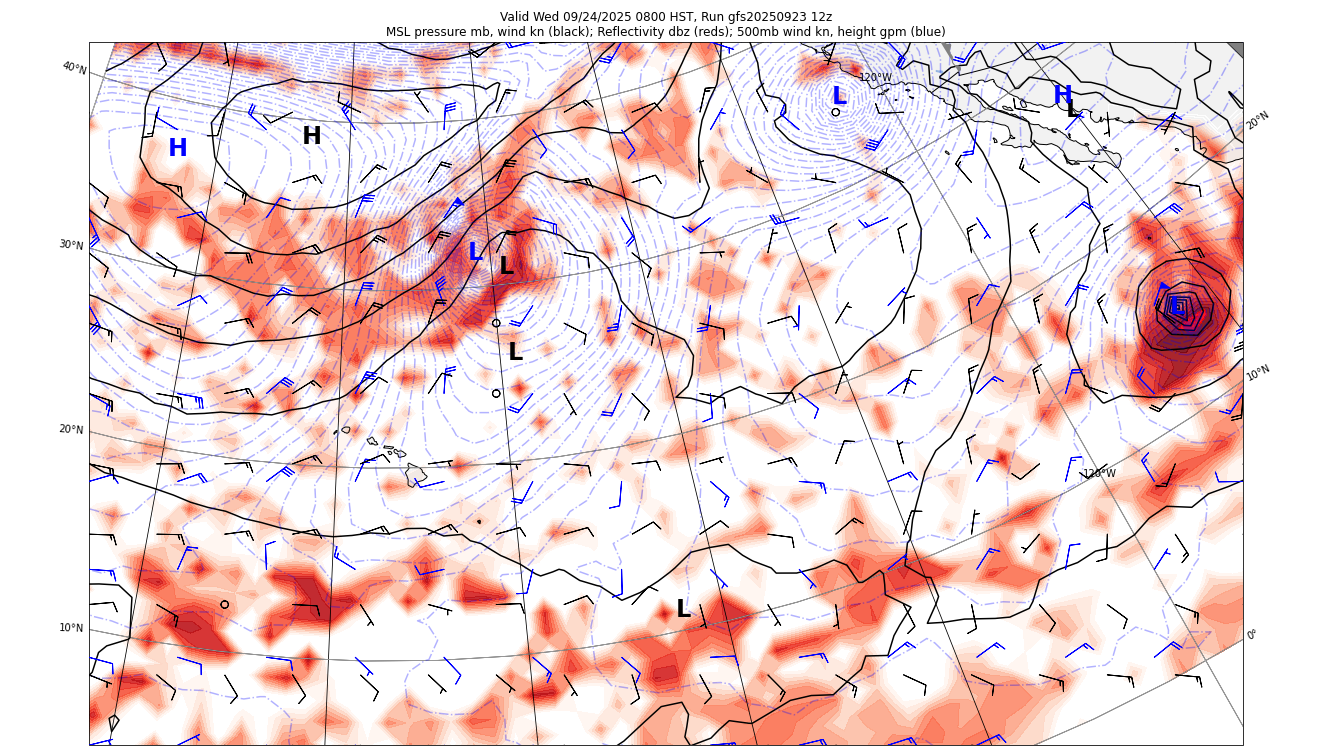 Valid Wed 09/24/2025 0800 HST, Run gfs20250923 12z
MSL pressure mb, wind kn (black); Reflectivity dbz (reds); 500mb wind kn, height gpm (blue)
40°N
120°W
L
H
L
20°N
H
H
30°N
L
L
L
L
10°N
20°N
120°W
L
10°N
0°